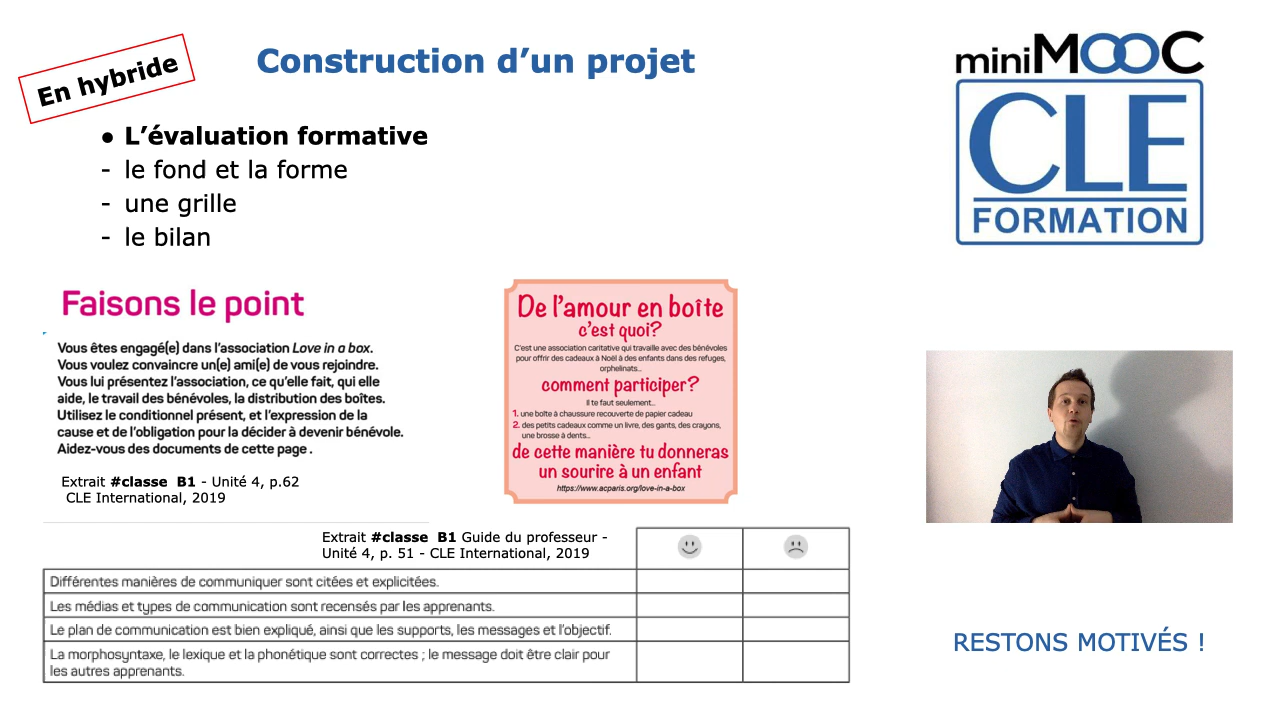 En hybride
Construction d’un projet
● L’évaluation formative
- le fond et la forme
- une grille
- le bilan
miniMOOC
CLE
FORMATION
Faisons le point
Vous êtes engagé(e) dans l’association Love in a box.
Vous voulez convaincre un(e) ami(e) de vous rejoindre.
Vous lui présentez l’association, ce qu’elle fait, qui elle
aide, le travail des bénévoles, la distribution des boîtes.
Utilisez le conditionnel présent, et l’expression de la
cause et de l’obligation pour la décider à devenir bénévole.
Aidez-vous des documents de cette page .
Extrait #classe B1 - Unité 4, p.62
CLE International, 2019
De l’amour en boîte
c’est quoi?
C’est une association caritative qui travaille avec des bénévoles
pour offrir des cadeaux à Noël à des enfants dans des refuges,
orphelinats...
comment participer?
Il te faut seulement...
1. une boîte à chaussure recouverte de papier cadeau
2. des petits cadeaux comme un livre, des gants, des crayons,
une brosse à dents...
de cette manière tu donneras
un sourire à un enfant
https://www.acparis.org/love-in-a-box
Extrait #classe B1 Guide du professeur -
Unité 4, p. 51 - CLE International, 2019
Différentes manières de communiquer sont citées et explicitées.
Les médias et types de communication sont recensés par les apprenants.
Le plan de communication est bien expliqué, ainsi que les supports, les messages et l’objectif.
La morphosyntaxe, le lexique et la phonétique sont correctes ; le message doit être clair pour
les autres apprenants.
RESTONS MOTIVÉS !